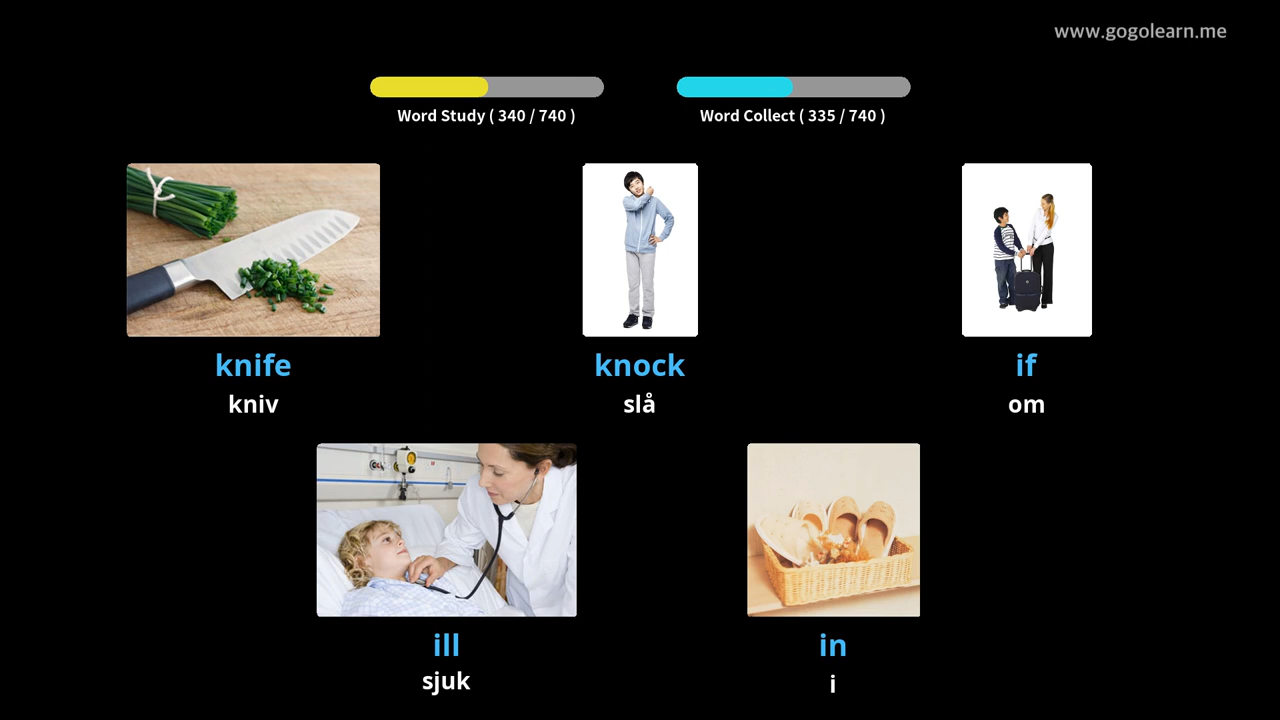 www.gogolearn.me
Word Study ( 340 / 740 )
Word Collect ( 335 / 740 )
knife
kniv
knock
slå
if
om
ill
sjuk
in
i